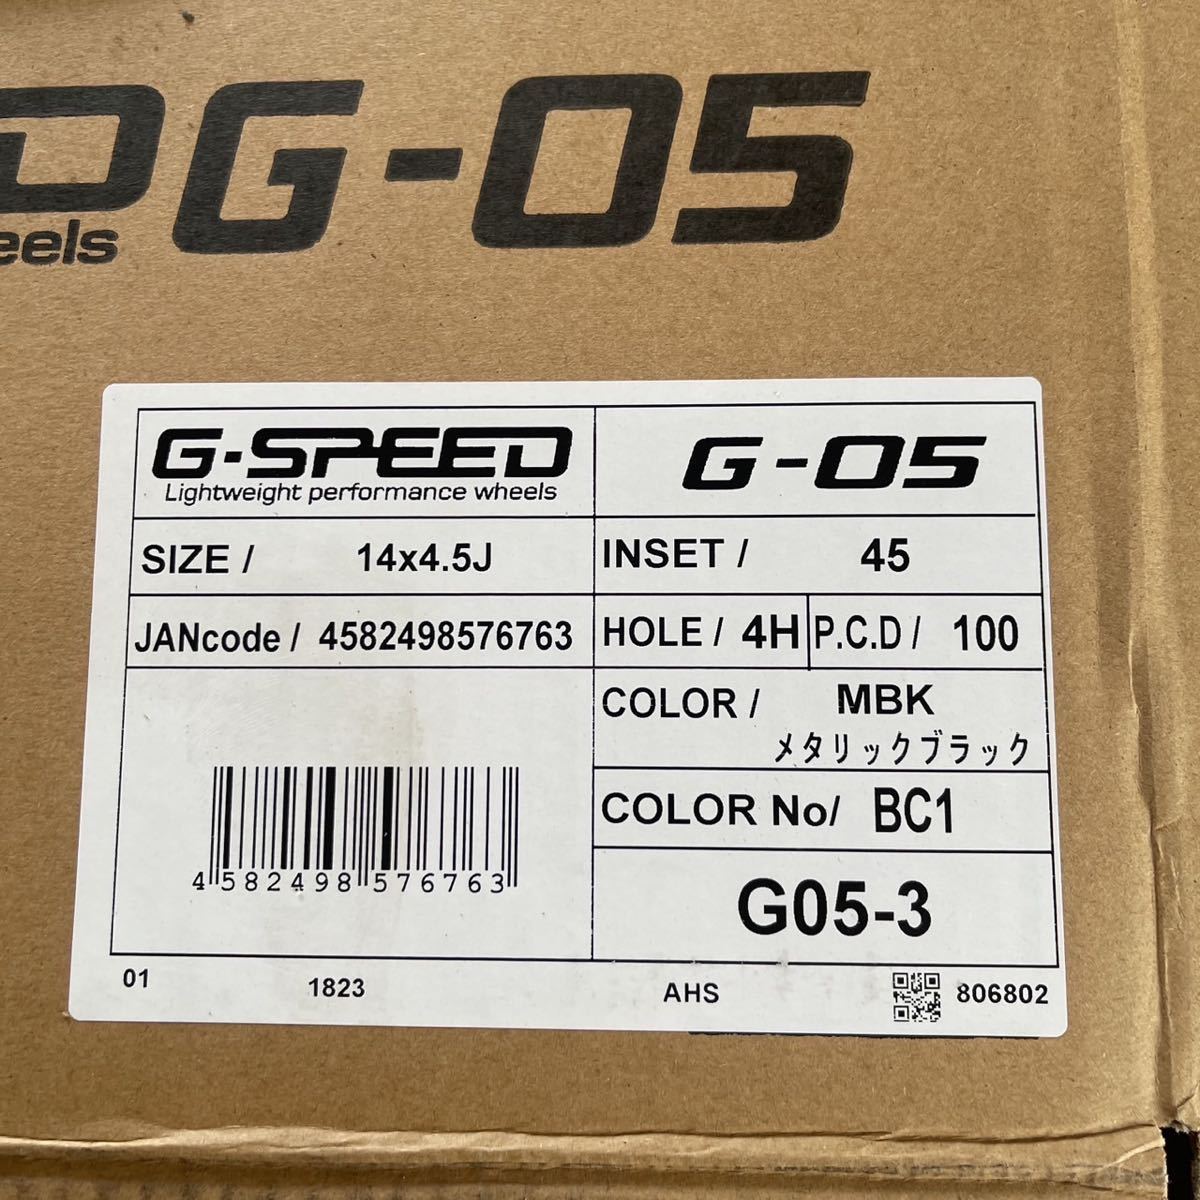 G-05
eels
G-SPEED
Lightweight performance wheels
G-05
SIZE / 14x4.5J
INSET / 45
JANcode / 4582498576763
HOLE / 4H
P.C.D / 100
COLOR / MBK
メタリックブラック
COLOR No/ BC1
4582498576763
G05-3
01 1823 AHS 806802